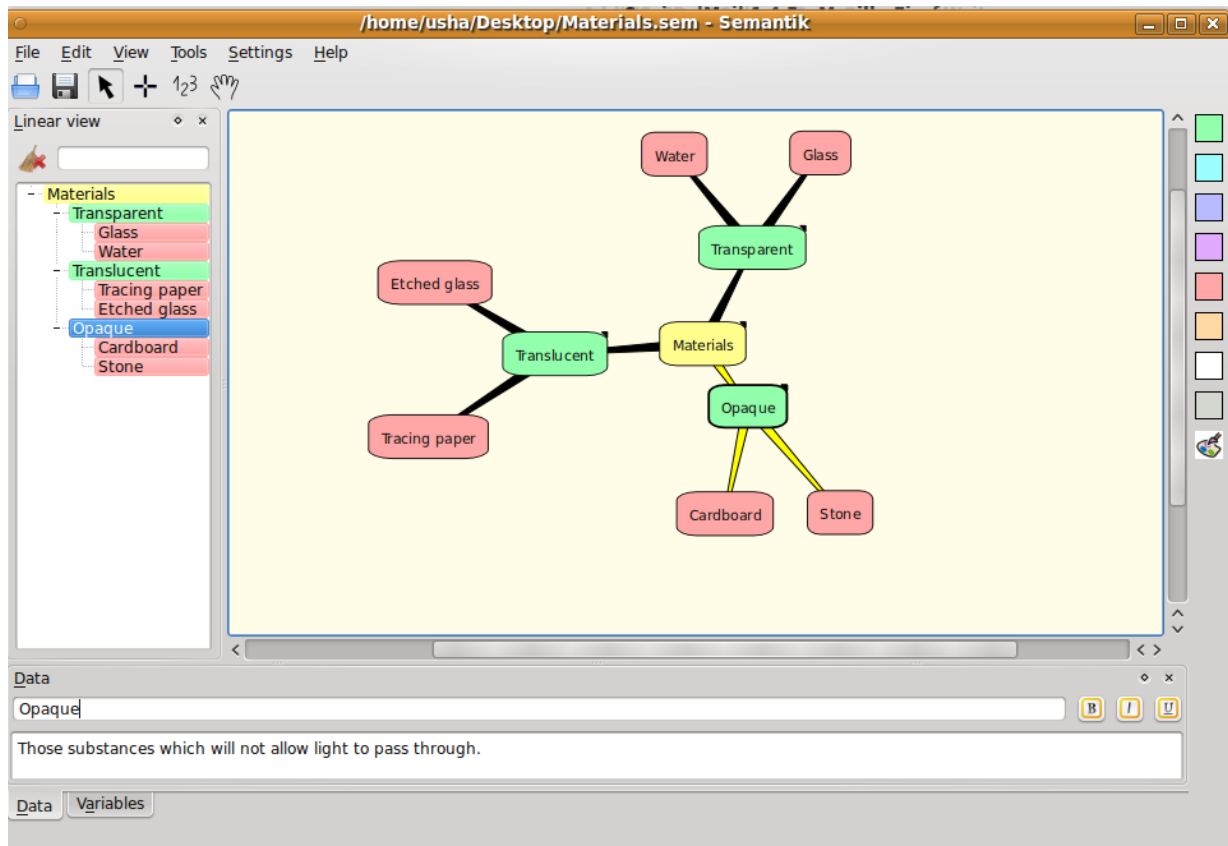 /home/usha/Desktop/Materials.sem - Semantik
File Edit View Tools Settings Help
123
Linear view
Materials
Transparent
Glass
Water
Translucent
Tracing paper
Etched glass
Opaque
Cardboard
Stone
Water
Glass
Transparent
Etched glass
Materials
Translucent
Opaque
Tracing paper
Cardboard
Stone
Data
Opaque
B I U
Those substances which will not allow light to pass through.
Data Variables